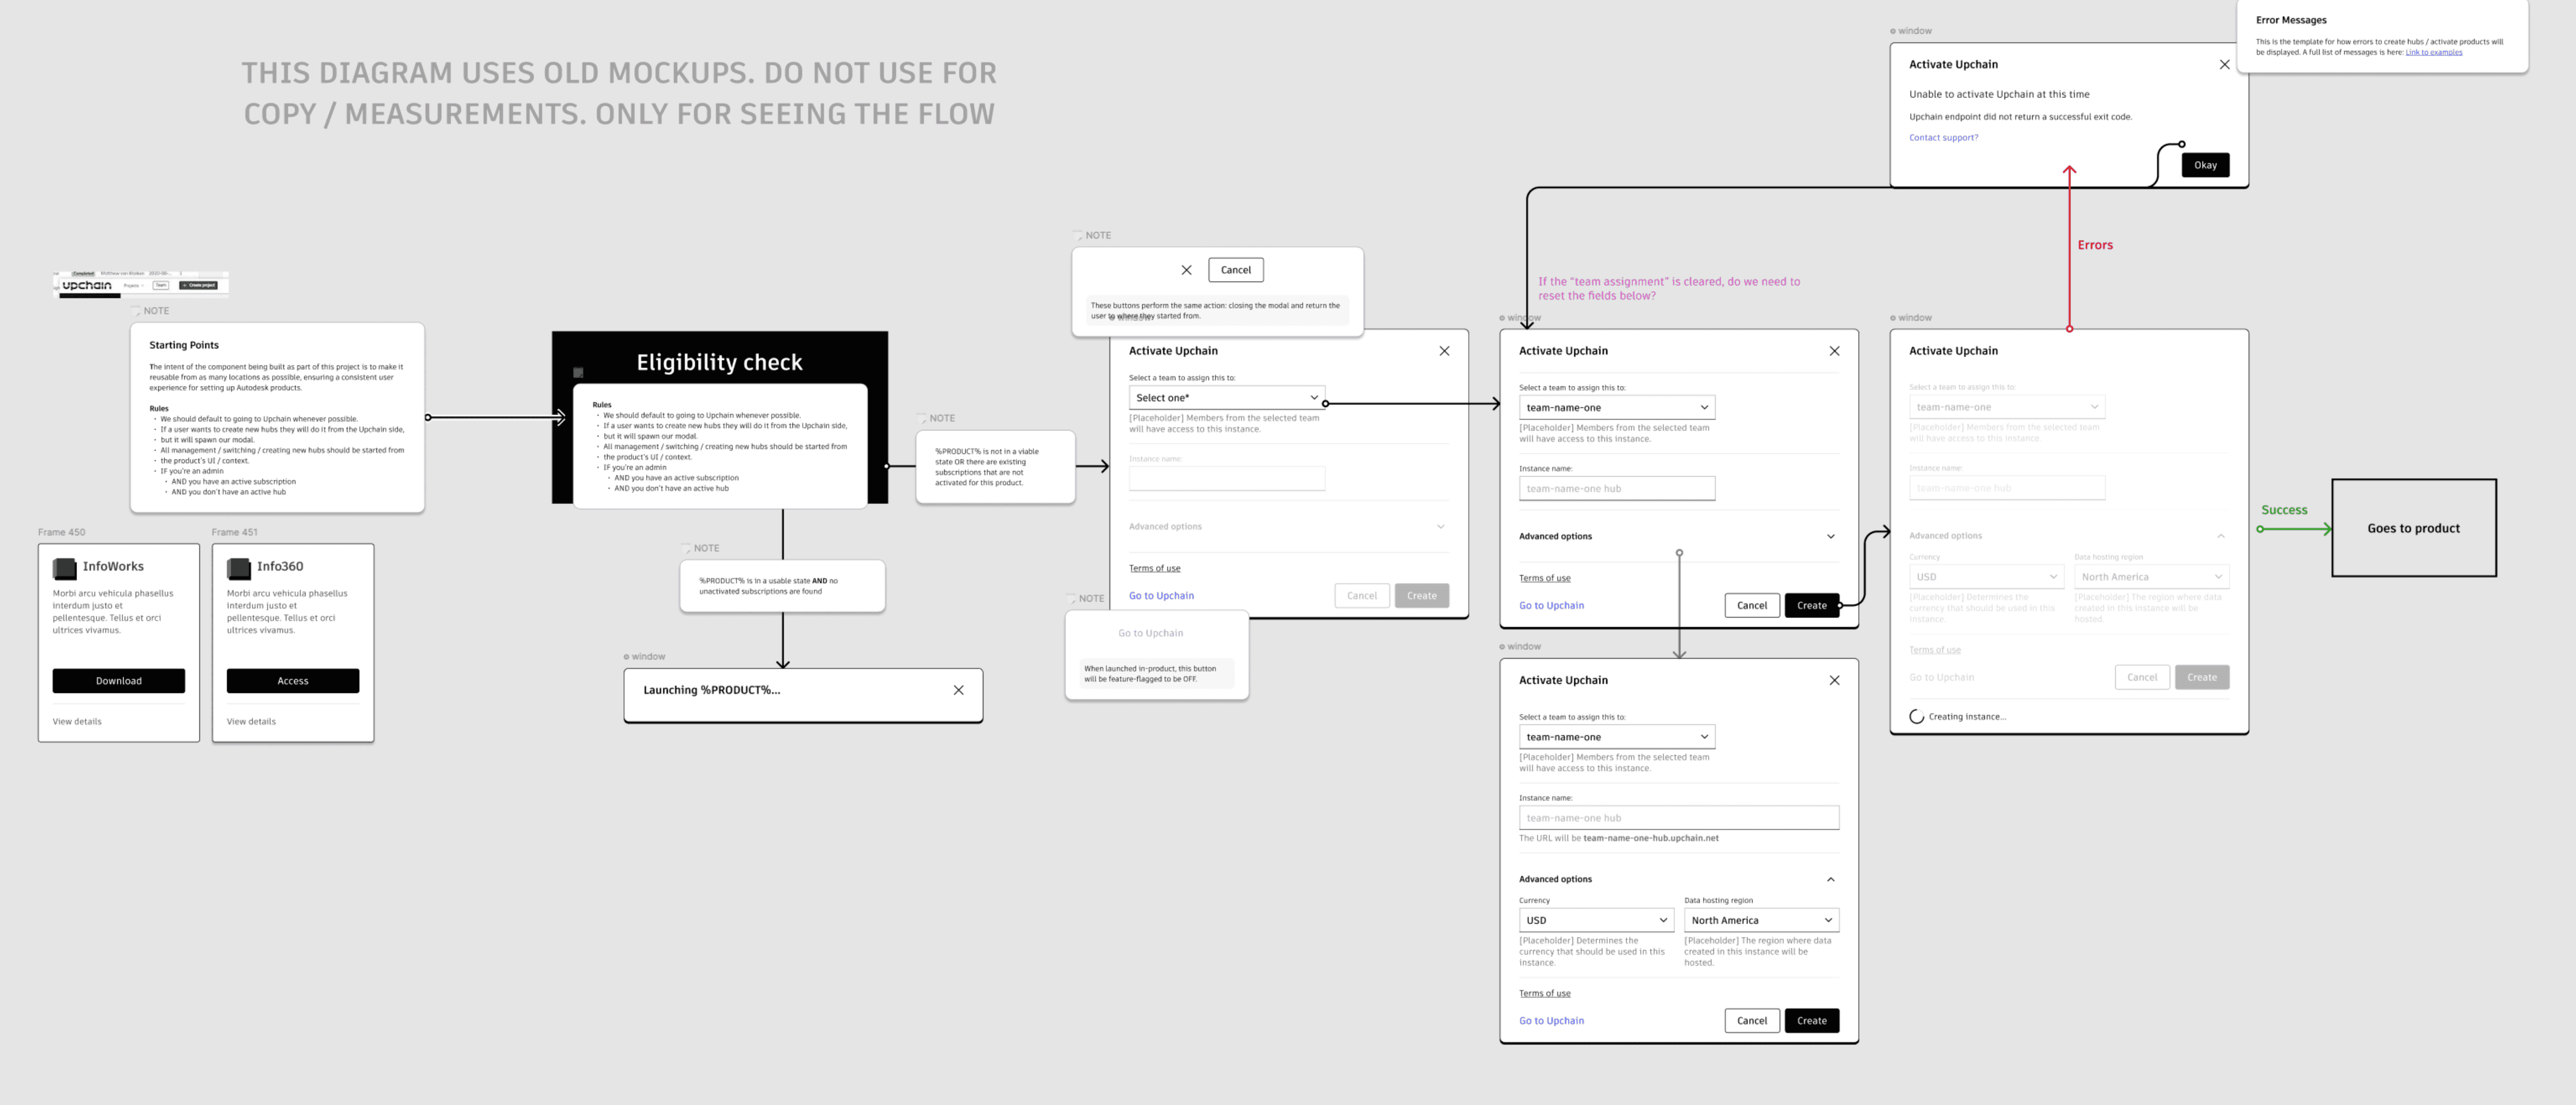 THIS DIAGRAM USES OLD MOCKUPS. DO NOT USE FOR
COPY / MEASUREMENTS. ONLY FOR SEEING THE FLOW
upchain
Projects
Team
+ Create project
NOTE
Starting Points
The intent of the component being built as part of this project is to make it
reusable from as many locations as possible, ensuring a consistent user
experience for setting up Autodesk products.
Rules
• We should default to going to Upchain whenever possible.
• If a user wants to create new hubs they will do it from the Upchain side,
• but it will spawn our modal.
• All management / switching / creating new hubs should be started from
• the product's UI / context.
• IF you're an admin
• AND you have an active subscription
• AND you don't have an active hub
Frame 450
InfoWorks
Morbi arcu vehicula phasellus
interdum justo et
pellentesque. Tellus et orci
ultrices vivamus.
Download
View details
Frame 451
Info360
Morbi arcu vehicula phasellus
interdum justo et
pellentesque. Tellus et orci
ultrices vivamus.
Access
View details
Eligibility check
Rules
• We should default to going to Upchain whenever possible.
• If a user wants to create new hubs they will do it from the Upchain side,
• but it will spawn our modal.
• All management / switching / creating new hubs should be started from
• the product's UI / context.
• IF you're an admin
• AND you have an active subscription
• AND you don't have an active hub
NOTE
%PRODUCT% is in a usable state AND no
unactivated subscriptions are found
window
Launching %PRODUCT%...
NOTE
%PRODUCT% is not in a viable
state OR there are existing
subscriptions that are not
activated for this product.
NOTE
Cancel
These buttons perform the same action: closing the modal and return the
user to where they started from.
window
Activate Upchain
Select a team to assign this to:
Select one*
[Placeholder] Members from the selected team
will have access to this instance.
Instance name:
Advanced options
Terms of use
Go to Upchain
Cancel
Create
NOTE
Go to Upchain
When launched in-product, this button
will be feature-flagged to be OFF.
If the "team assignment" is cleared, do we need to
reset the fields below?
window
Activate Upchain
Select a team to assign this to:
team-name-one
[Placeholder] Members from the selected team
will have access to this instance.
Instance name:
team-name-one hub
Advanced options
Terms of use
Go to Upchain
Cancel
Create
window
Activate Upchain
Select a team to assign this to:
team-name-one
[Placeholder] Members from the selected team
will have access to this instance.
Instance name:
team-name-one hub
The URL will be team-name-one-hub.upchain.net
Advanced options
Currency
USD
[Placeholder] Determines the
currency that should be used in this
instance.
Data hosting region
North America
[Placeholder] The region where data
created in this instance will be
hosted.
Terms of use
Go to Upchain
Cancel
Create
window
Activate Upchain
Unable to activate Upchain at this time
Upchain endpoint did not return a successful exit code.
Contact support?
Okay
Error Messages
This is the template for how errors to create hubs / activate products will
be displayed. A full list of messages is here: Link to examples
Errors
window
Activate Upchain
Select a team to assign this to:
team-name-one
[Placeholder] Members from the selected team
will have access to this instance.
Instance name:
team-name-one hub
Advanced options
Currency
USD
[Placeholder] Determines the
currency that should be used in this
instance.
Data hosting region
North America
[Placeholder] The region where data
created in this instance will be
hosted.
Terms of use
Go to Upchain
Cancel
Create
Creating instance...
Success
Goes to product